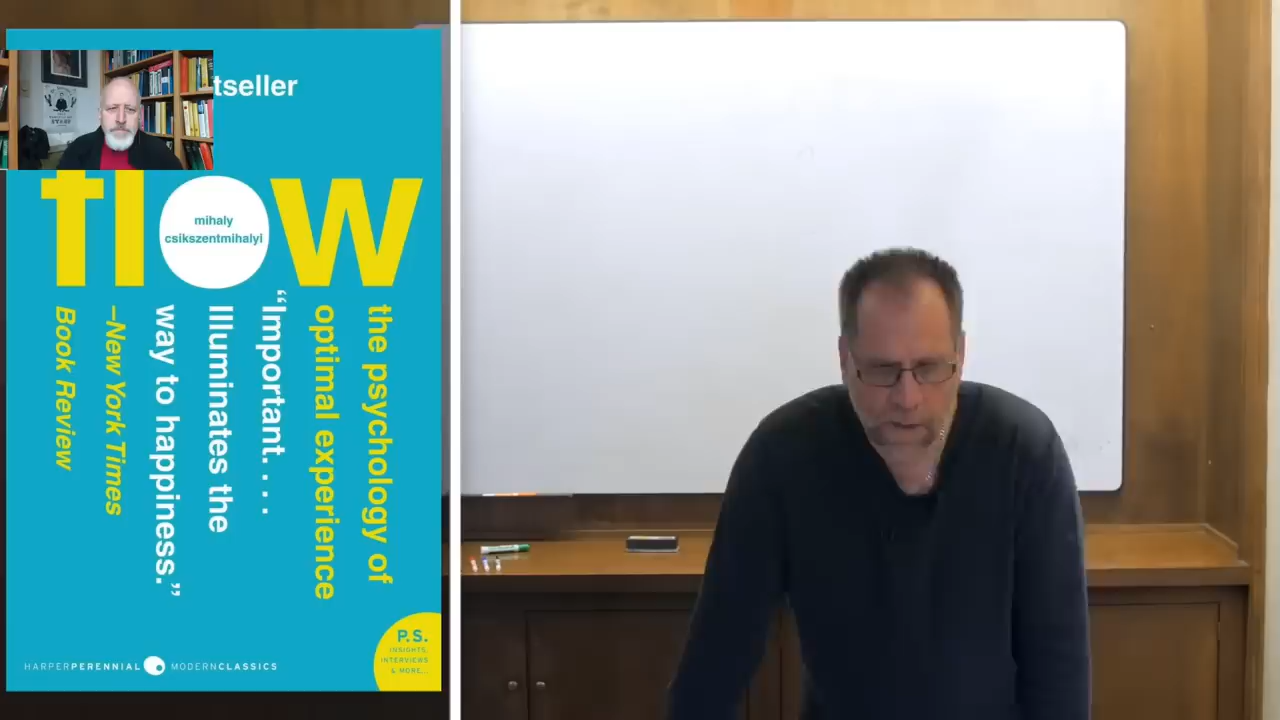 tseller
flow
mihaly
csikszentmihalyi
the psychology of
optimal experience
“Important. . . .
Illuminates the
way to happiness.”
–New York Times
Book Review
P.S.
INSIGHTS,
INTERVIEWS
& MORE...
HARPERPERENNIAL MODERNCLASSICS